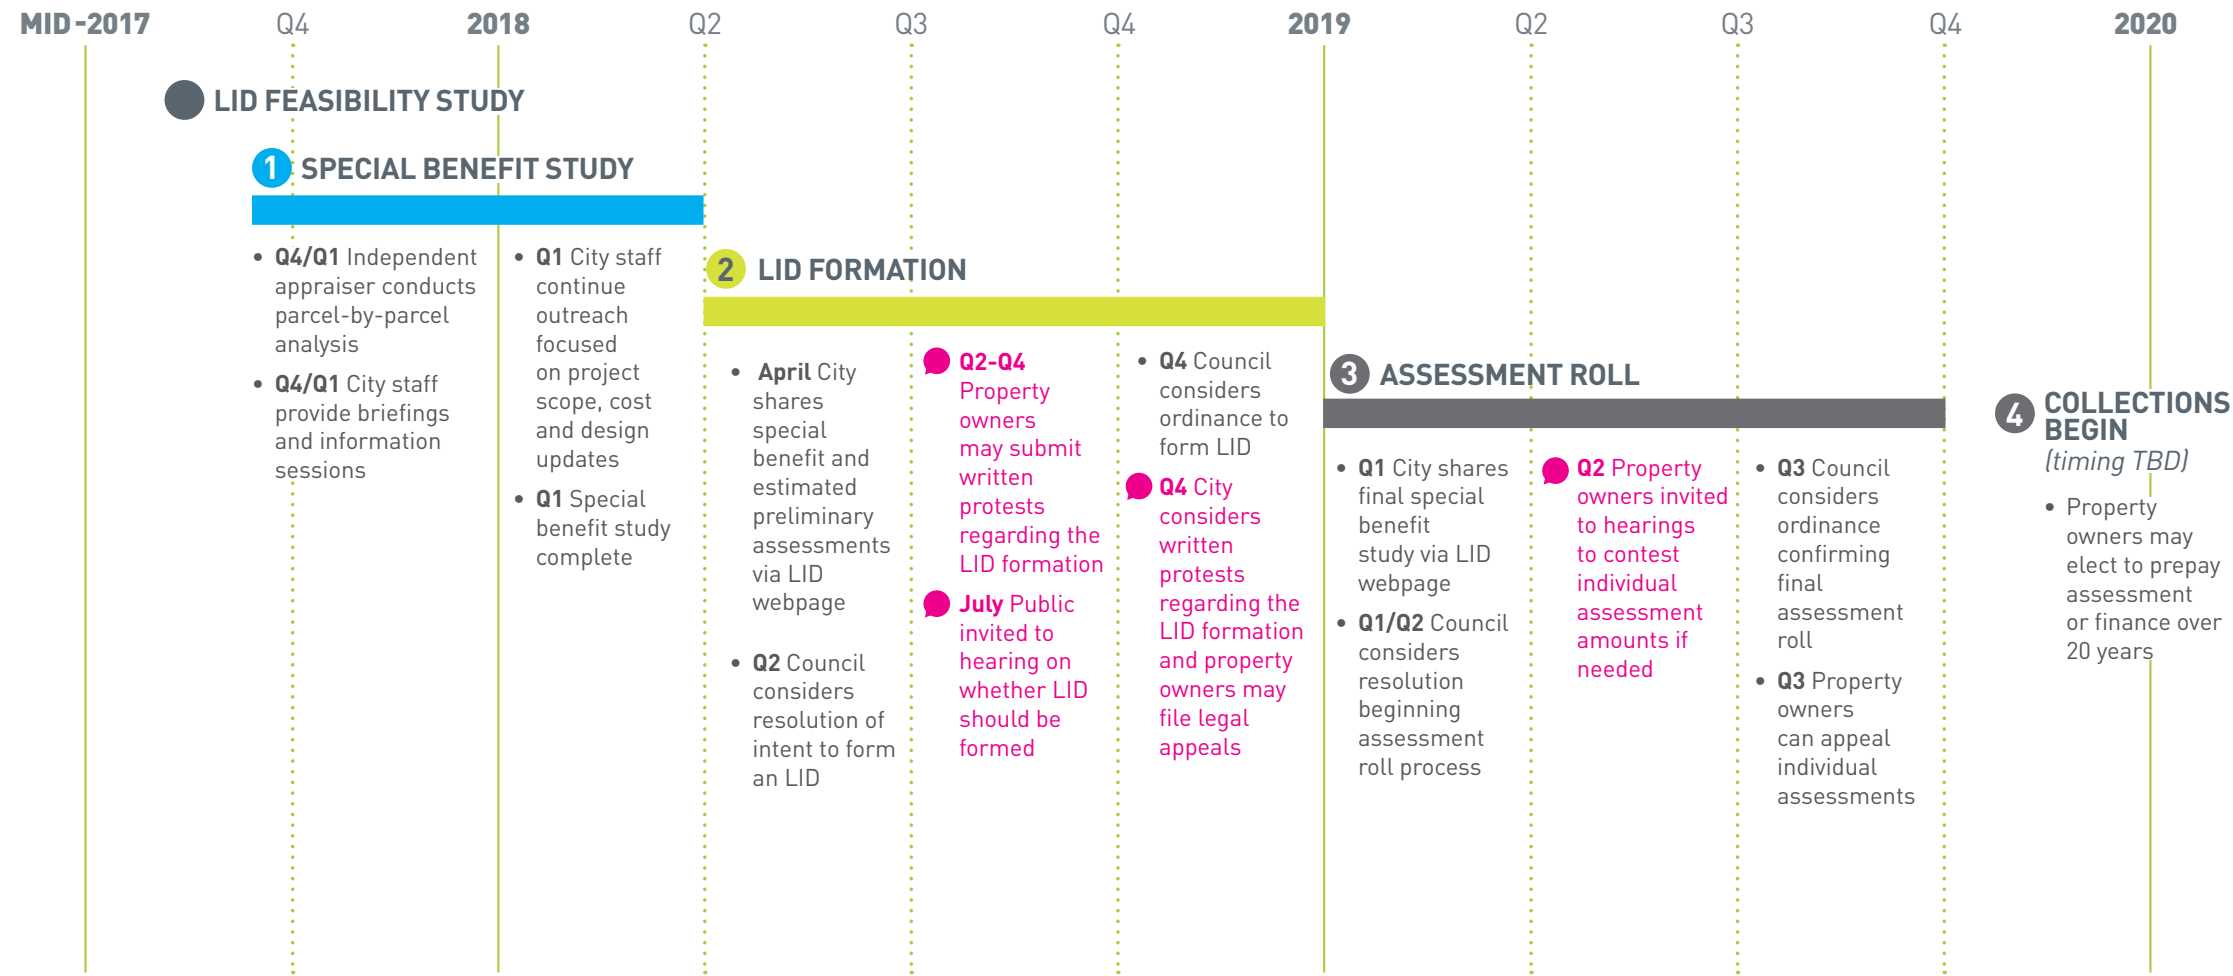 MID-2017 Q4 2018 Q2 Q3 Q4 2019 Q2 Q3 Q4 2020
LID FEASIBILITY STUDY
1 SPECIAL BENEFIT STUDY
• Q4/Q1 Independent
appraiser conducts
parcel-by-parcel
analysis
• Q4/Q1 City staff
provide briefings
and information
sessions
• Q1 City staff
continue
outreach
focused
on project
scope, cost
and design
updates
• Q1 Special
benefit study
complete
2 LID FORMATION
• April City
shares
special
benefit and
estimated
preliminary
assessments
via LID
webpage
• Q2 Council
considers
resolution of
intent to form
an LID
Q2-Q4
Property
owners
may submit
written
protests
regarding the
LID formation
July Public
invited to
hearing on
whether LID
should be
formed
• Q4 Council
considers
ordinance to
form LID
Q4 City
considers
written
protests
regarding the
LID formation
and property
owners may
file legal
appeals
3 ASSESSMENT ROLL
• Q1 City shares
final special
benefit
study via LID
webpage
• Q1/Q2 Council
considers
resolution
beginning
assessment
roll process
Q2 Property
owners invited
to hearings
to contest
individual
assessment
amounts if
needed
• Q3 Council
considers
ordinance
confirming
final
assessment
roll
• Q3 Property
owners
can appeal
individual
assessments
4 COLLECTIONS
BEGIN
(timing TBD)
• Property
owners may
elect to prepay
assessment
or finance over
20 years